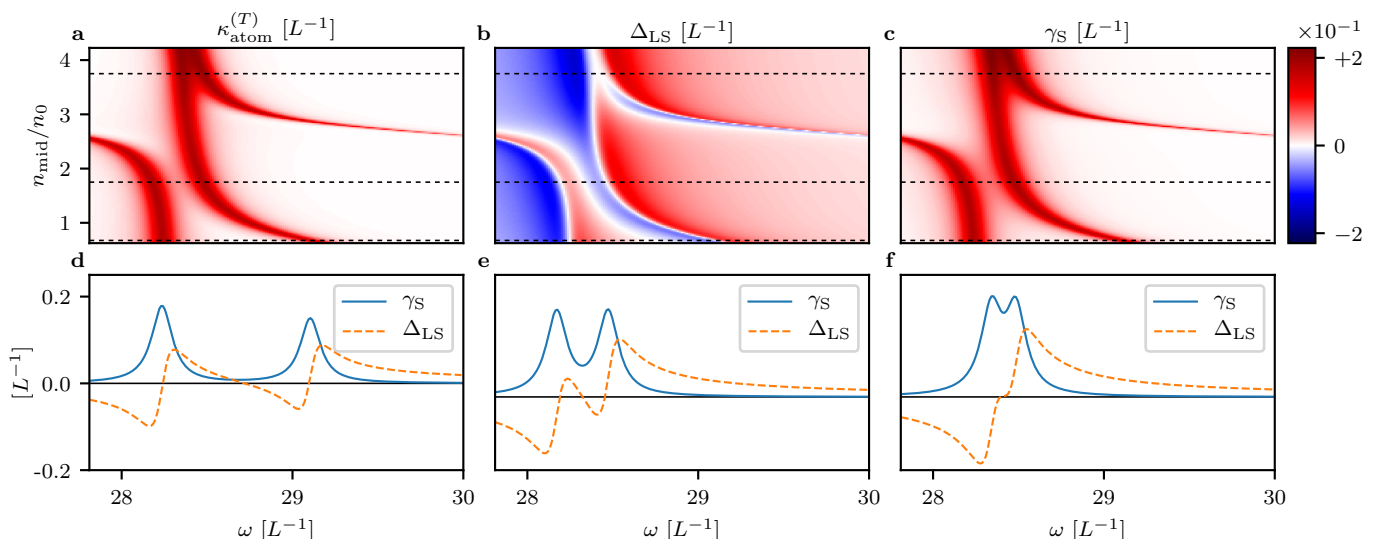 a κ_atom^(T) [L⁻¹]
b Δ_LS [L⁻¹]
c γ_S [L⁻¹]
×10⁻¹
n_mid/n_0
4
3
2
1
+2
0
−2
d
e
f
[L⁻¹]
0.2
0.0
-0.2
γ_S
Δ_LS
γ_S
Δ_LS
γ_S
Δ_LS
28 29 30
28 29 30
28 29 30
ω [L⁻¹]
ω [L⁻¹]
ω [L⁻¹]